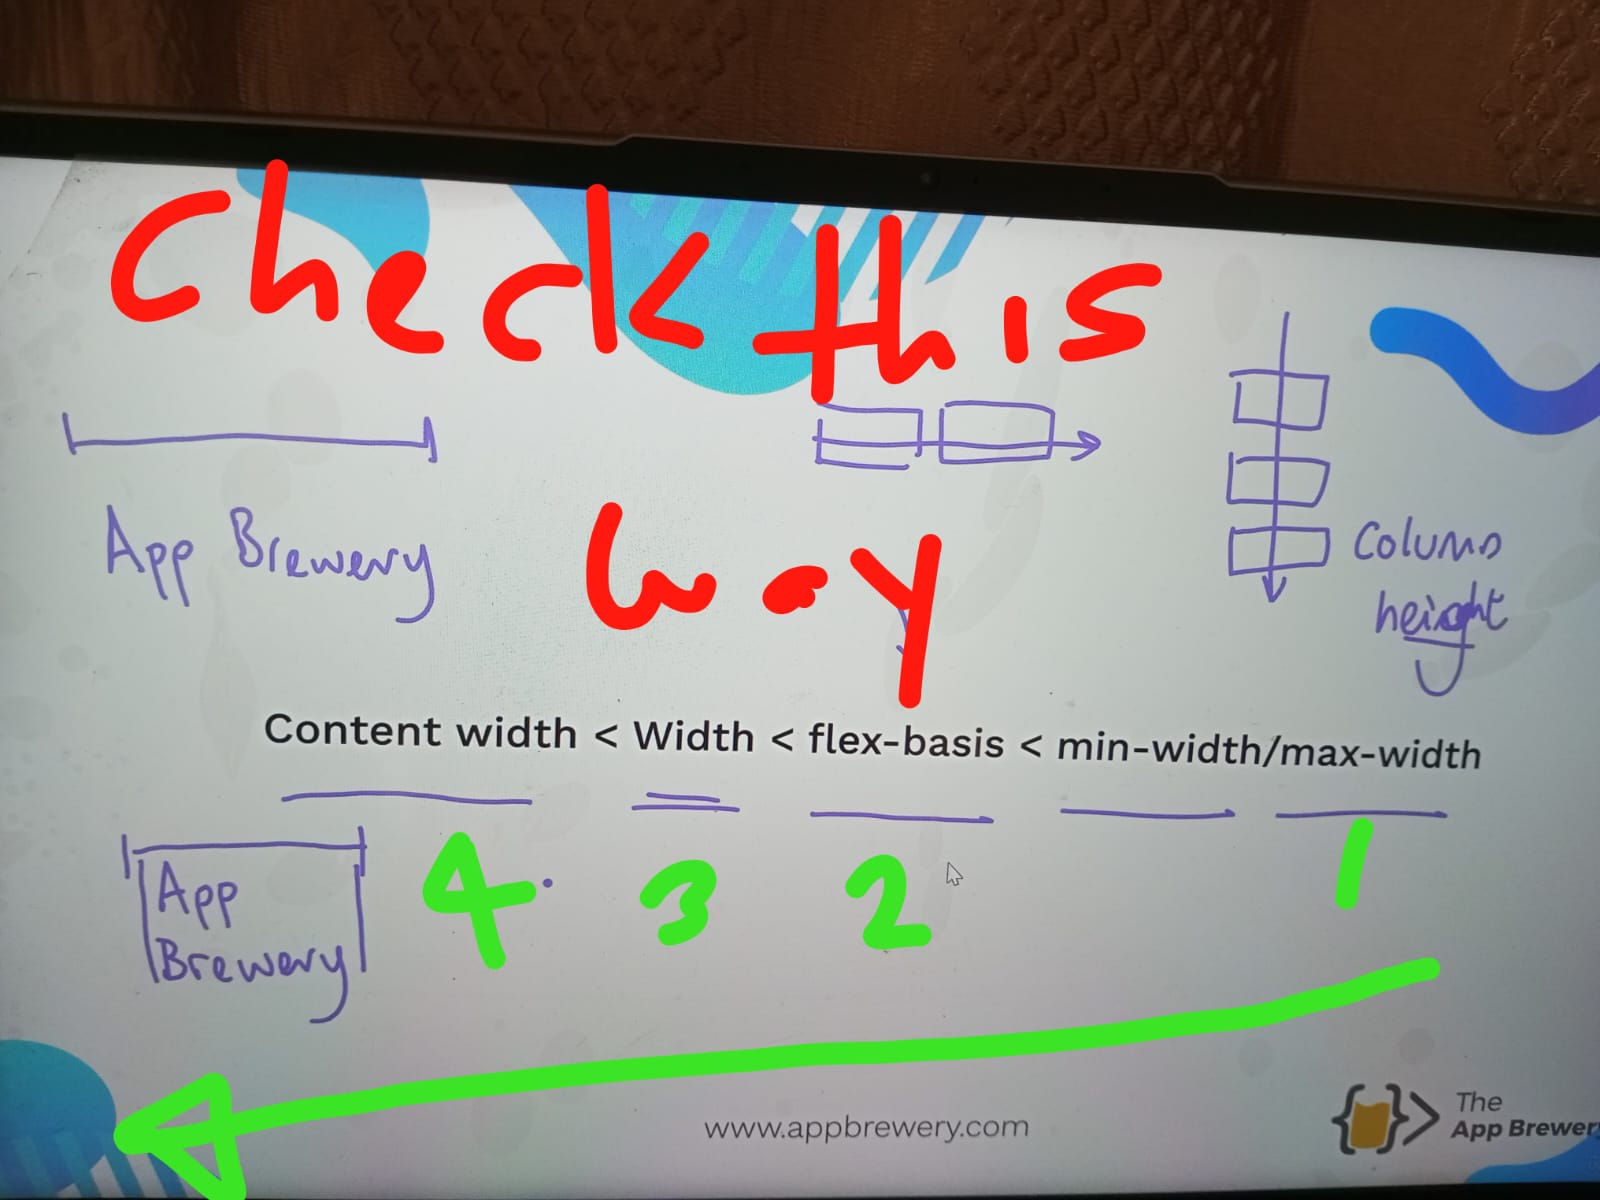 check this
way
App Brewery
Column
height
Content width < Width < flex-basis < min-width/max-width
4 3 2 1
App
Brewery
www.appbrewery.com
The
App Brewery